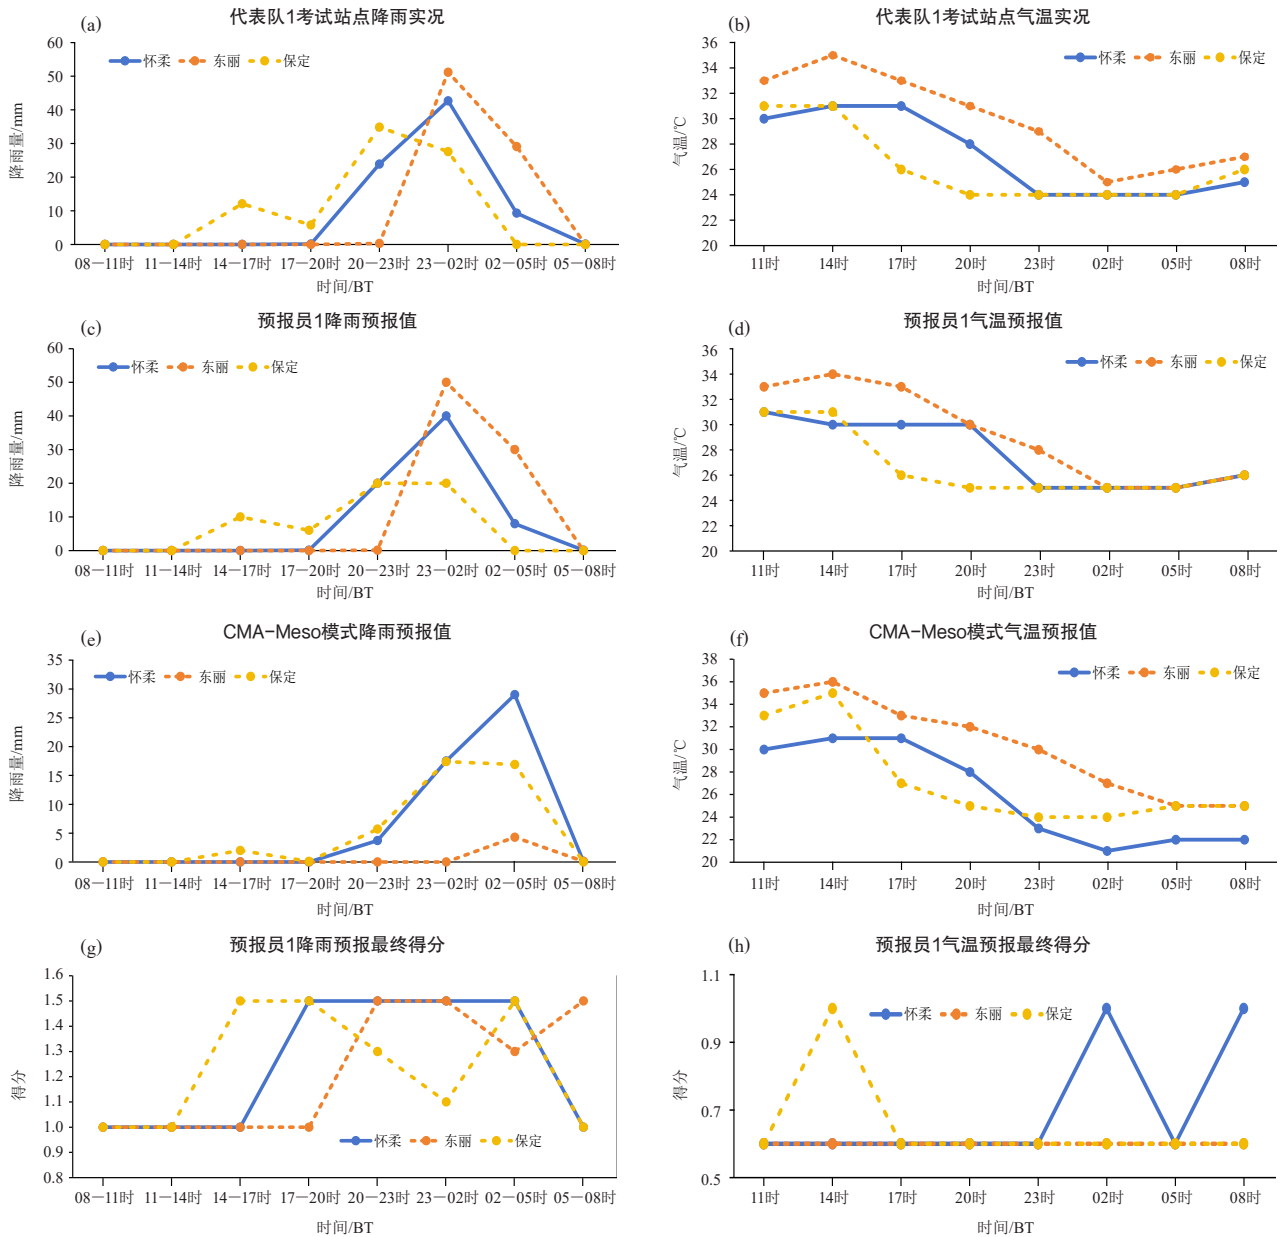 (a) 代表队1考试站点降雨实况
怀柔 东丽 保定
降雨量/mm
60
50
40
30
20
10
0
08—11时 11—14时 14—17时 17—20时 20—23时 23—02时 02—05时 05—08时
时间/BT
(b) 代表队1考试站点气温实况
怀柔 东丽 保定
气温/℃
36
34
32
30
28
26
24
22
20
11时 14时 17时 20时 23时 02时 05时 08时
时间/BT
(c) 预报员1降雨预报值
怀柔 东丽 保定
降雨量/mm
60
50
40
30
20
10
0
08—11时 11—14时 14—17时 17—20时 20—23时 23—02时 02—05时 05—08时
时间/BT
(d) 预报员1气温预报值
怀柔 东丽 保定
气温/℃
36
34
32
30
28
26
24
22
20
11时 14时 17时 20时 23时 02时 05时 08时
时间/BT
(e) CMA-Meso模式降雨预报值
怀柔 东丽 保定
降雨量/mm
35
30
25
20
15
10
5
0
08—11时 11—14时 14—17时 17—20时 20—23时 23—02时 02—05时 05—08时
时间/BT
(f) CMA-Meso模式气温预报值
怀柔 东丽 保定
气温/℃
38
36
34
32
30
28
26
24
22
20
11时 14时 17时 20时 23时 02时 05时 08时
时间/BT
(g) 预报员1降雨预报最终得分
得分
1.6
1.5
1.4
1.3
1.2
1.1
1.0
0.9
0.8
怀柔 东丽 保定
08—11时 11—14时 14—17时 17—20时 20—23时 23—02时 02—05时 05—08时
时间/BT
(h) 预报员1气温预报最终得分
怀柔 东丽 保定
得分
1.1
0.9
0.7
0.5
11时 14时 17时 20时 23时 02时 05时 08时
时间/BT